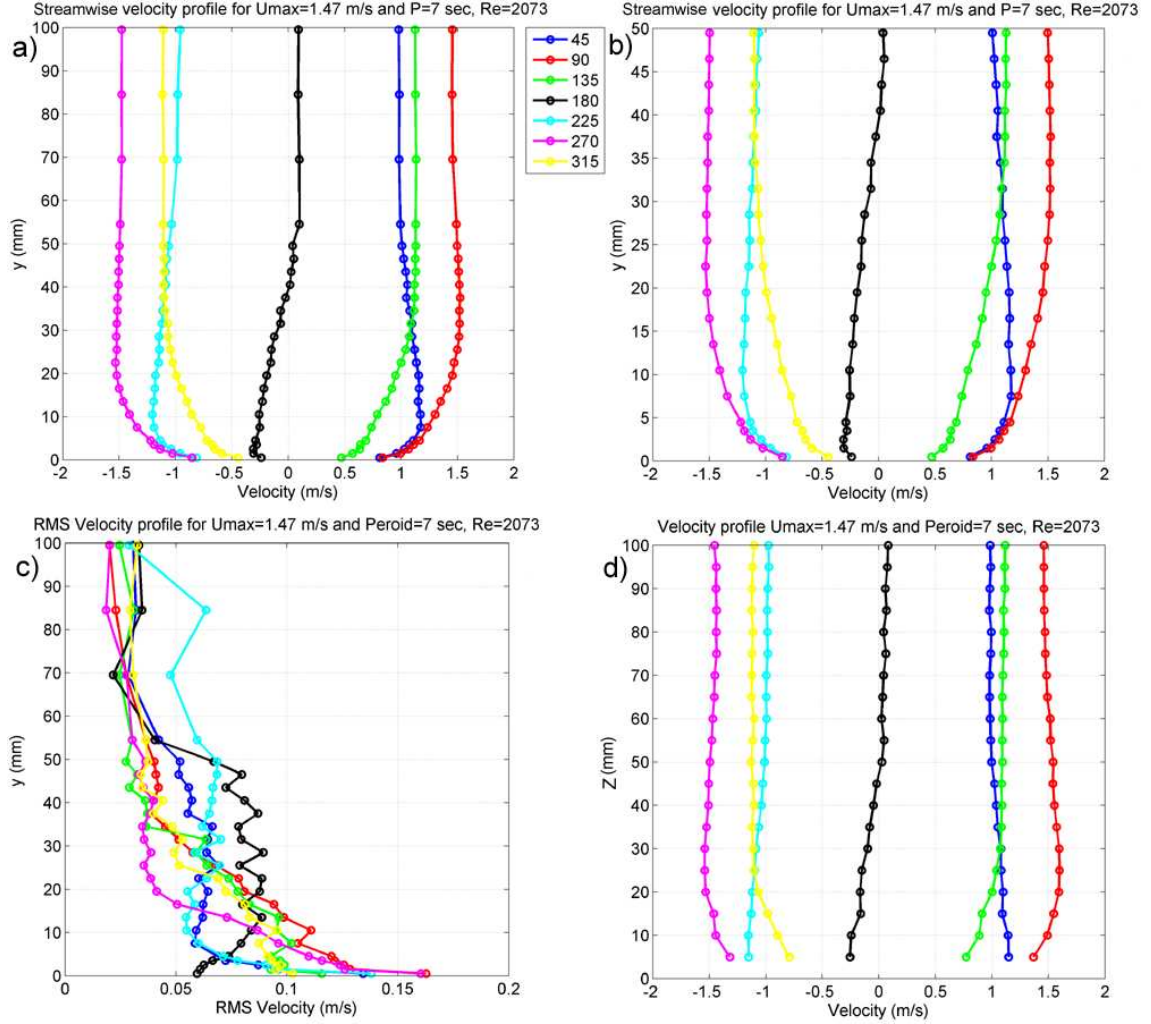 Streamwise velocity profile for Umax=1.47 m/s and P=7 sec, Re=2073
a)
100
90
80
70
60
50
40
30
20
10
0
y (mm)
-2 -1.5 -1 -0.5 0 0.5 1 1.5 2
Velocity (m/s)
45
90
135
180
225
270
315
Streamwise velocity profile for Umax=1.47 m/s and P=7 sec, Re=2073
b)
50
45
40
35
30
25
20
15
10
5
0
y (mm)
-2 -1.5 -1 -0.5 0 0.5 1 1.5 2
Velocity (m/s)
RMS Velocity profile for Umax=1.47 m/s and Peroid=7 sec, Re=2073
c)
100
90
80
70
60
50
40
30
20
10
0
y (mm)
0 0.05 0.1 0.15 0.2
RMS Velocity (m/s)
Velocity profile Umax=1.47 m/s and Peroid=7 sec, Re=2073
d)
100
90
80
70
60
50
40
30
20
10
0
Z (mm)
-2 -1.5 -1 -0.5 0 0.5 1 1.5 2
Velocity (m/s)